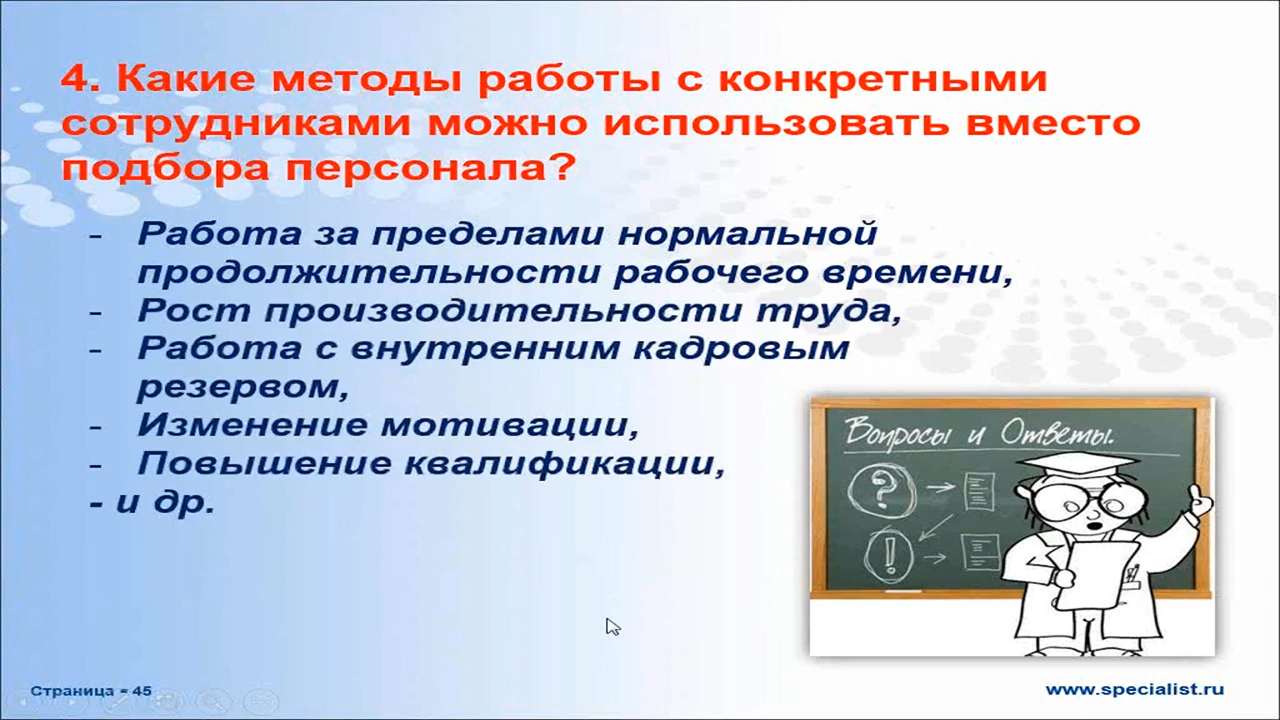 4. Какие методы работы с конкретными
сотрудниками можно использовать вместо
подбора персонала?
- Работа за пределами нормальной
продолжительности рабочего времени,
- Рост производительности труда,
- Работа с внутренним кадровым
резервом,
- Изменение мотивации,
- Повышение квалификации,
- и др.
Вопросы и Ответы.
?
!
Страница = 45
www.specialist.ru